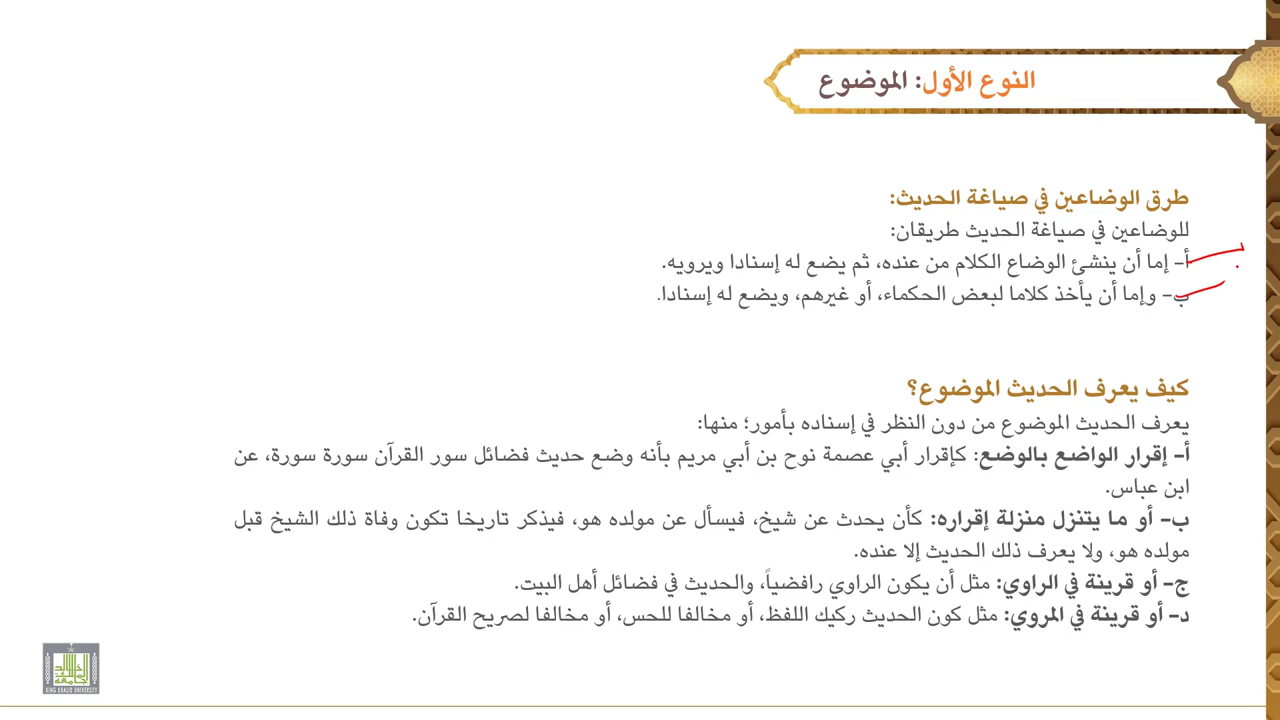 النوع الأول: الموضوع
طرق الوضاعين في صياغة الحديث:
للوضاعين في صياغة الحديث طريقان:
أ- إما أن ينشئ الوضاع الكلام من عنده، ثم يضع له إسنادا ويرويه.
ب- وإما أن يأخذ كلاما لبعض الحكماء، أو غيرهم، ويضع له إسنادا.
كيف يعرف الحديث الموضوع؟
يعرف الحديث الموضوع من دون النظر في إسناده بأمور؛ منها:
أ- إقرار الواضع بالوضع: كإقرار أبي عصمة نوح بن أبي مريم بأنه وضع حديث فضائل سور القرآن سورة سورة، عن
ابن عباس.
ب- أو ما يتنزل منزلة إقراره: كأن يحدث عن شيخ، فيسأل عن مولده هو، فيذكر تاريخا تكون وفاة ذلك الشيخ قبل
مولده هو، ولا يعرف ذلك الحديث إلا عنده.
ج- أو قرينة في الراوي: مثل أن يكون الراوي رافضياً، والحديث في فضائل أهل البيت.
د- أو قرينة في المروي: مثل كون الحديث ركيك اللفظ، أو مخالفا للحس، أو مخالفا لصريح القرآن.
جامعة الملك خالد
KING KHALID UNIVERSITY